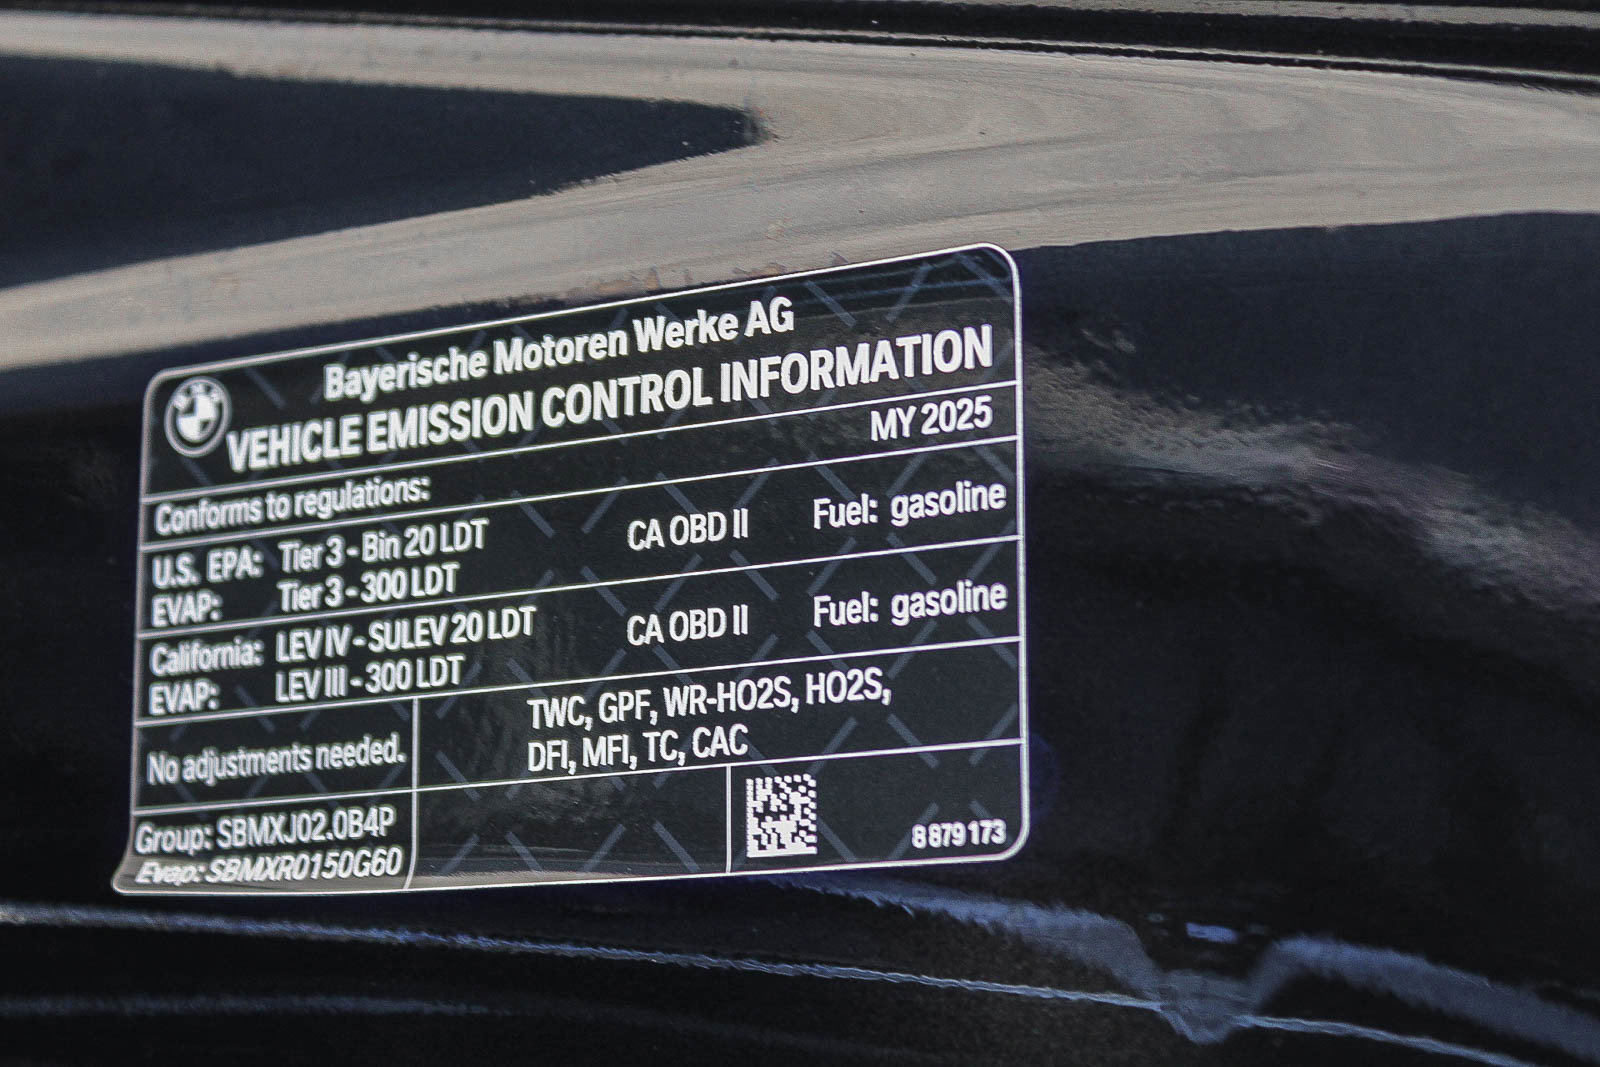 Bayerische Motoren Werke AG
VEHICLE EMISSION CONTROL INFORMATION
MY 2025
Conforms to regulations:
U.S. EPA: Tier 3 - Bin 20 LDT CA OBD II Fuel: gasoline
EVAP: Tier 3 - 300 LDT
California: LEV IV - SULEV 20 LDT CA OBD II Fuel: gasoline
EVAP: LEV III - 300 LDT
No adjustments needed.
TWC, GPF, WR-HO2S, HO2S,
DFI, MFI, TC, CAC
Group: SBMXJ02.0B4P
Evap: SBMXR0150G60
8 879 173